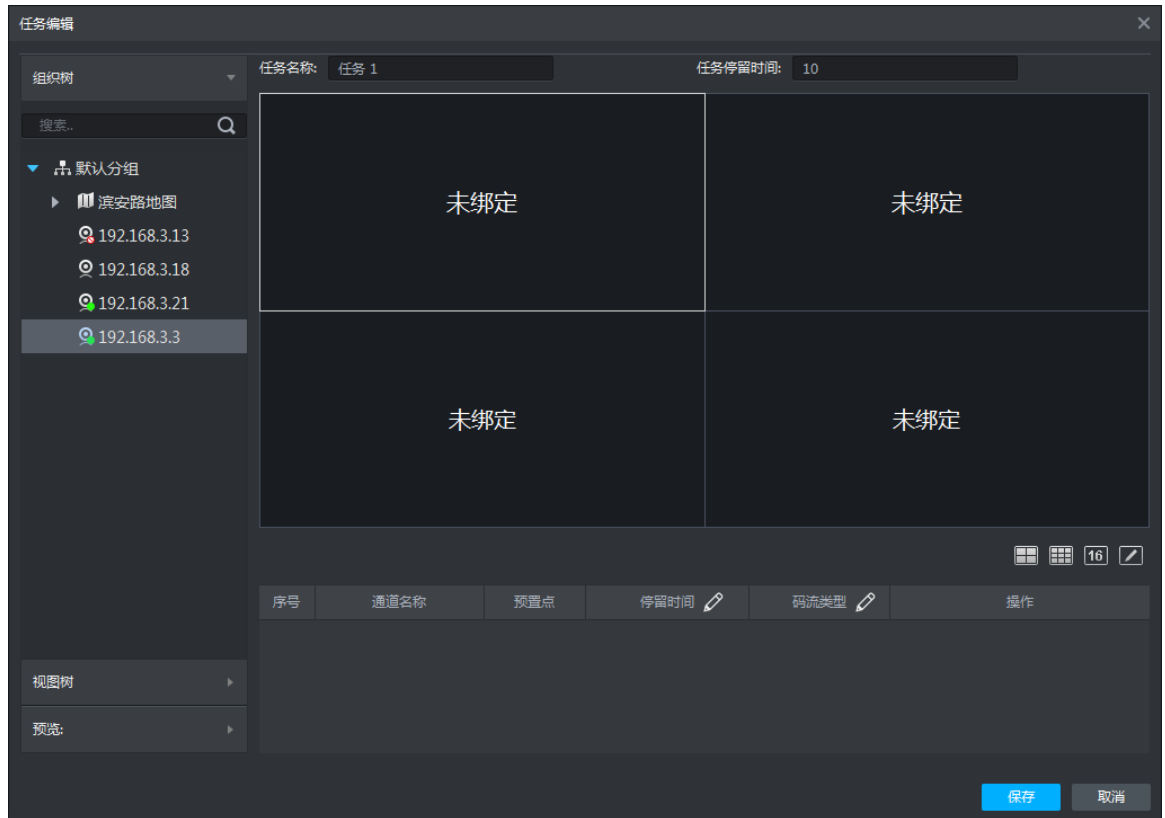 任务编辑
组织树
任务名称: 任务 1 任务停留时间: 10
搜索..
默认分组
滨安路地图
192.168.3.13
192.168.3.18
192.168.3.21
192.168.3.3
未绑定 未绑定
未绑定 未绑定
16
序号 通道名称 预置点 停留时间 码流类型 操作
视图树
预览:
保存 取消